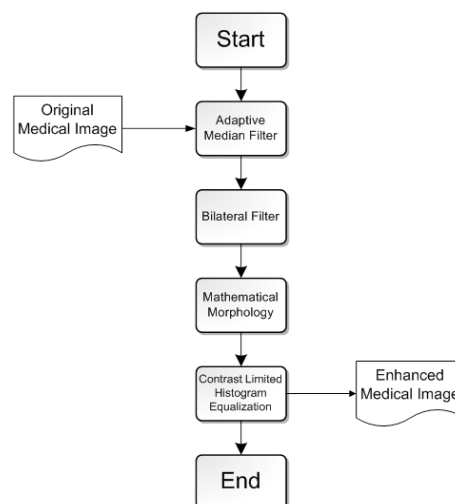 Start
Original
Medical Image
Adaptive
Median Filter
Bilateral Filter
Mathematical
Morphology
Contrast Limited
Histogram
Equalization
Enhanced
Medical Image
End